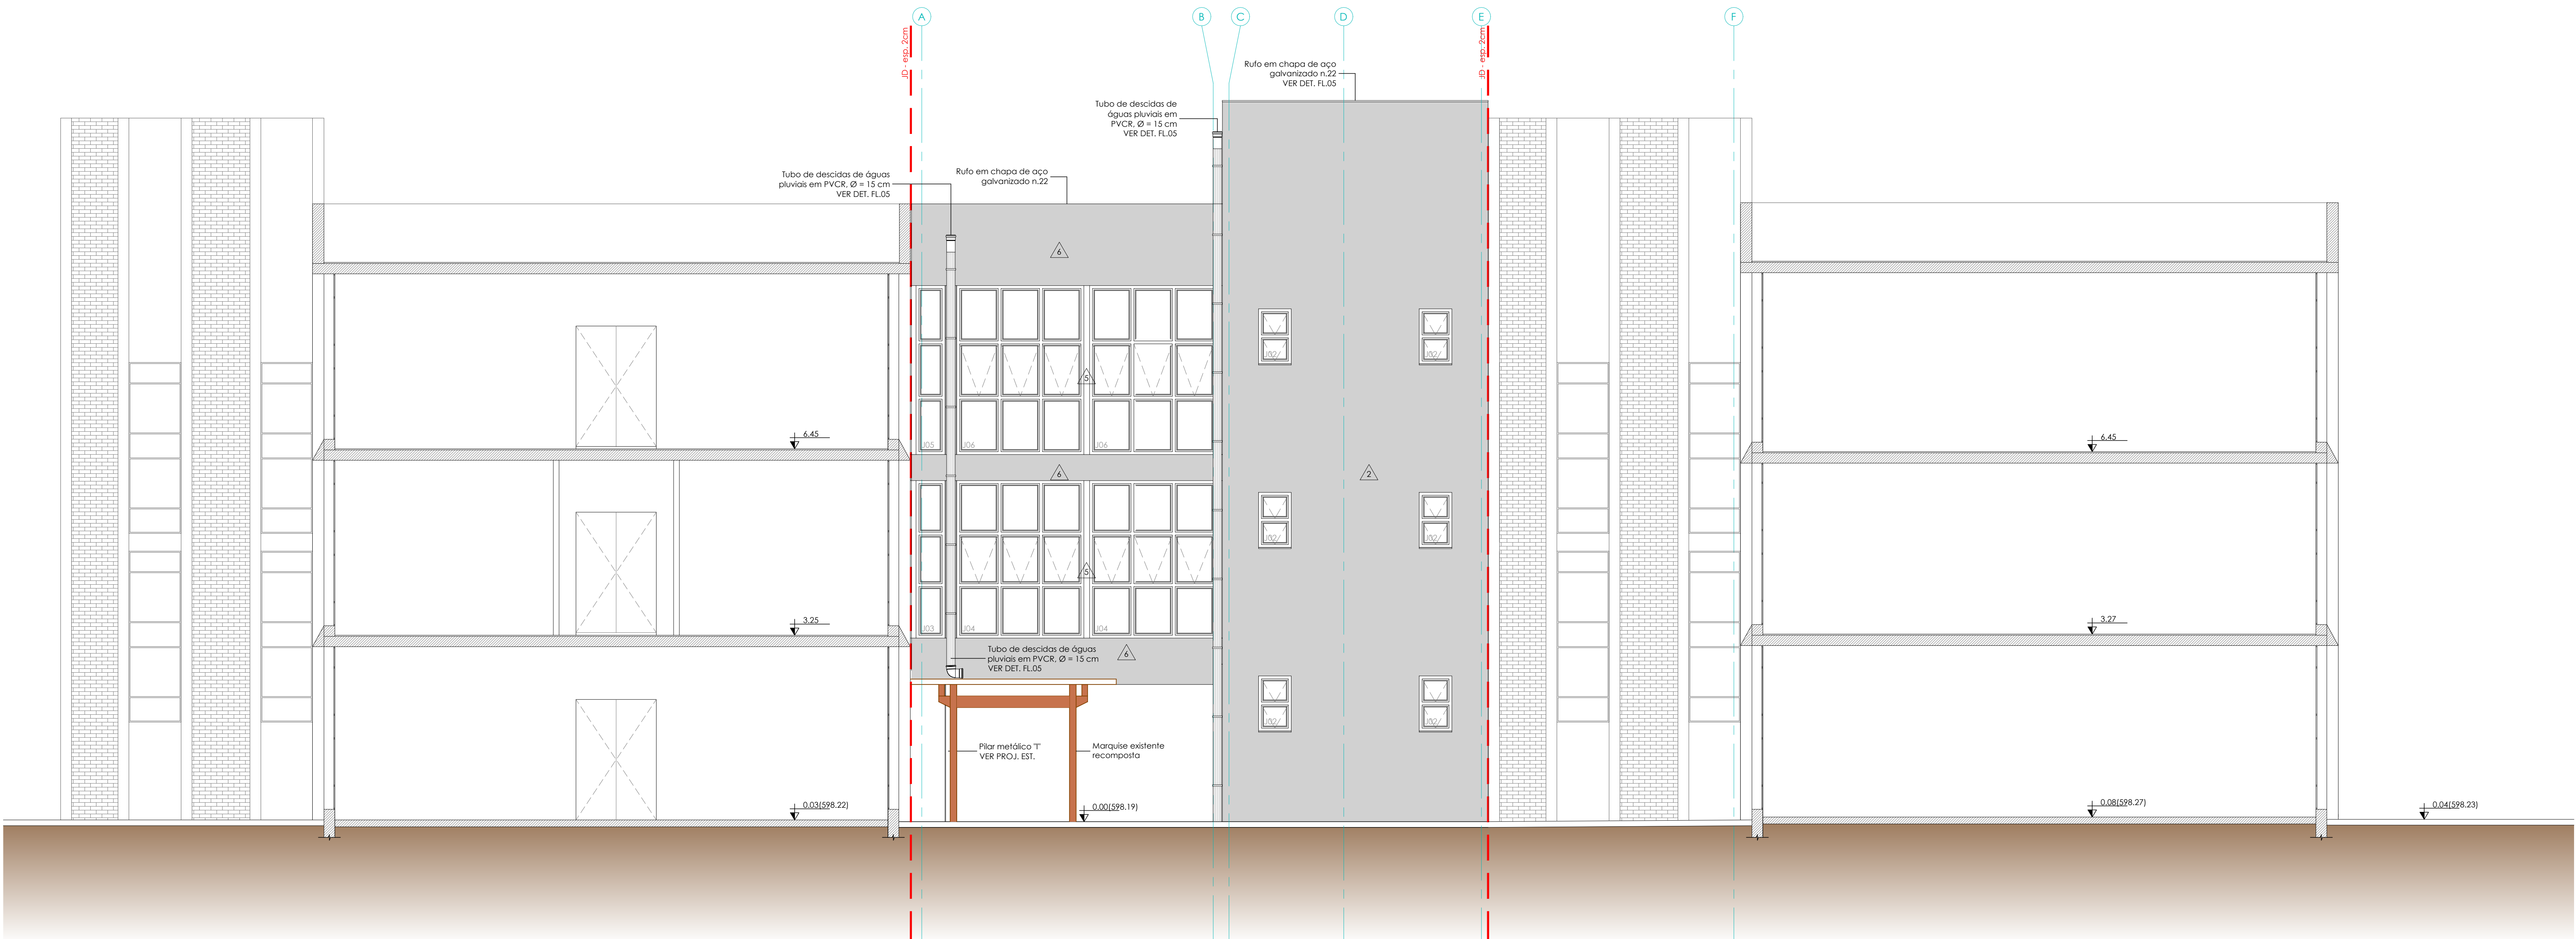 A
B
C
D
E
F
JD - esp. 2cm
JD - esp. 2cm
Rufo em chapa de aço
galvanizado n.22
VER DET. FL.05
Tubo de descidas de
águas pluviais em
PVCR, Ø = 15 cm
VER DET. FL.05
Tubo de descidas de águas
pluviais em PVCR, Ø = 15 cm
VER DET. FL.05
Rufo em chapa de aço
galvanizado n.22
6
J02/
J02/
5
6.45
J05
J06
J06
6.45
6
2
J02/
J02/
5
3.25
J03
J04
J04
3.27
Tubo de descidas de águas
pluviais em PVCR, Ø = 15 cm
VER DET. FL.05
6
J02/
J02/
Pilar metálico "I"
VER PROJ. EST.
Marquise existente
recomposta
0.03(598.22)
0.00(598.19)
0.08(598.27)
0.04(598.23)